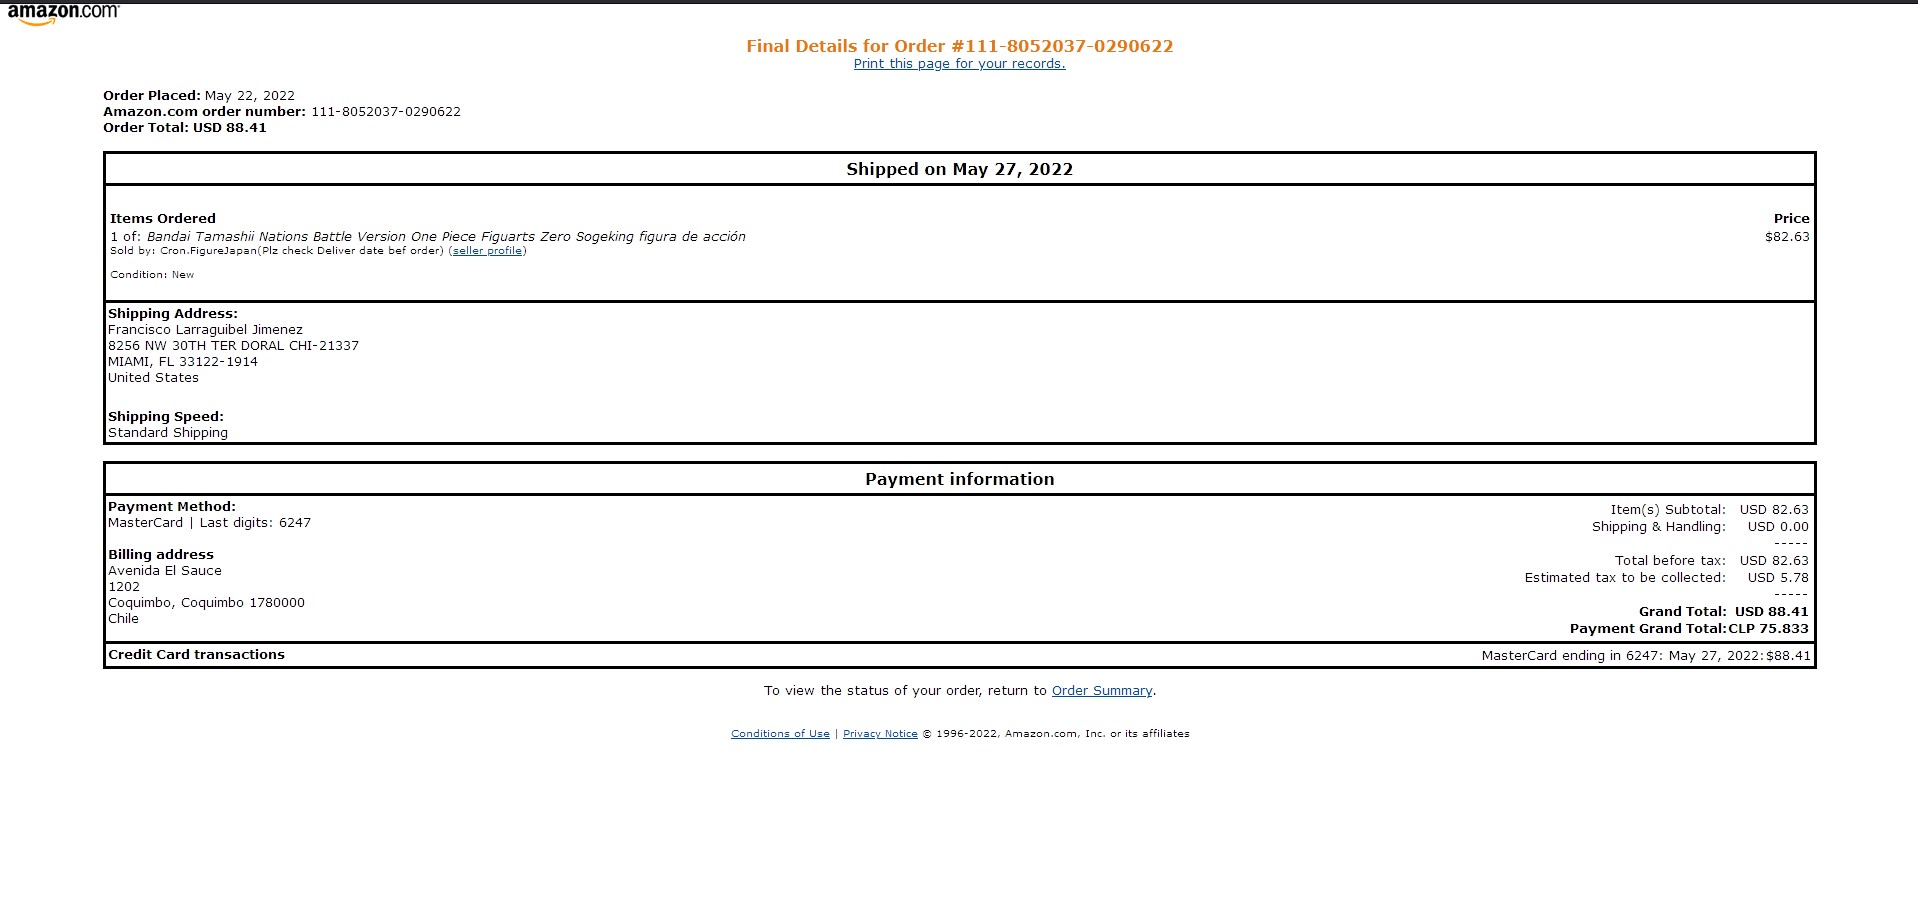 amazon.com
Final Details for Order #111-8052037-0290622
Print this page for your records.
Order Placed: May 22, 2022
Amazon.com order number: 111-8052037-0290622
Order Total: USD 88.41
Shipped on May 27, 2022
Items Ordered Price
1 of: Bandai Tamashii Nations Battle Version One Piece Figuarts Zero Sogeking figura de acción $82.63
Sold by: Cron.FigureJapan(Plz check Deliver date bef order) (seller profile)
Condition: New
Shipping Address:
Francisco Larraguibel Jimenez
8256 NW 30TH TER DORAL CHI-21337
MIAMI, FL 33122-1914
United States
Shipping Speed:
Standard Shipping
Payment information
Payment Method:
MasterCard | Last digits: 6247
Billing address
Avenida El Sauce
1202
Coquimbo, Coquimbo 1780000
Chile
Item(s) Subtotal: USD 82.63
Shipping & Handling: USD 0.00
-----
Total before tax: USD 82.63
Estimated tax to be collected: USD 5.78
-----
Grand Total: USD 88.41
Payment Grand Total:CLP 75.833
Credit Card transactions MasterCard ending in 6247: May 27, 2022:$88.41
To view the status of your order, return to Order Summary.
Conditions of Use | Privacy Notice © 1996-2022, Amazon.com, Inc. or its affiliates